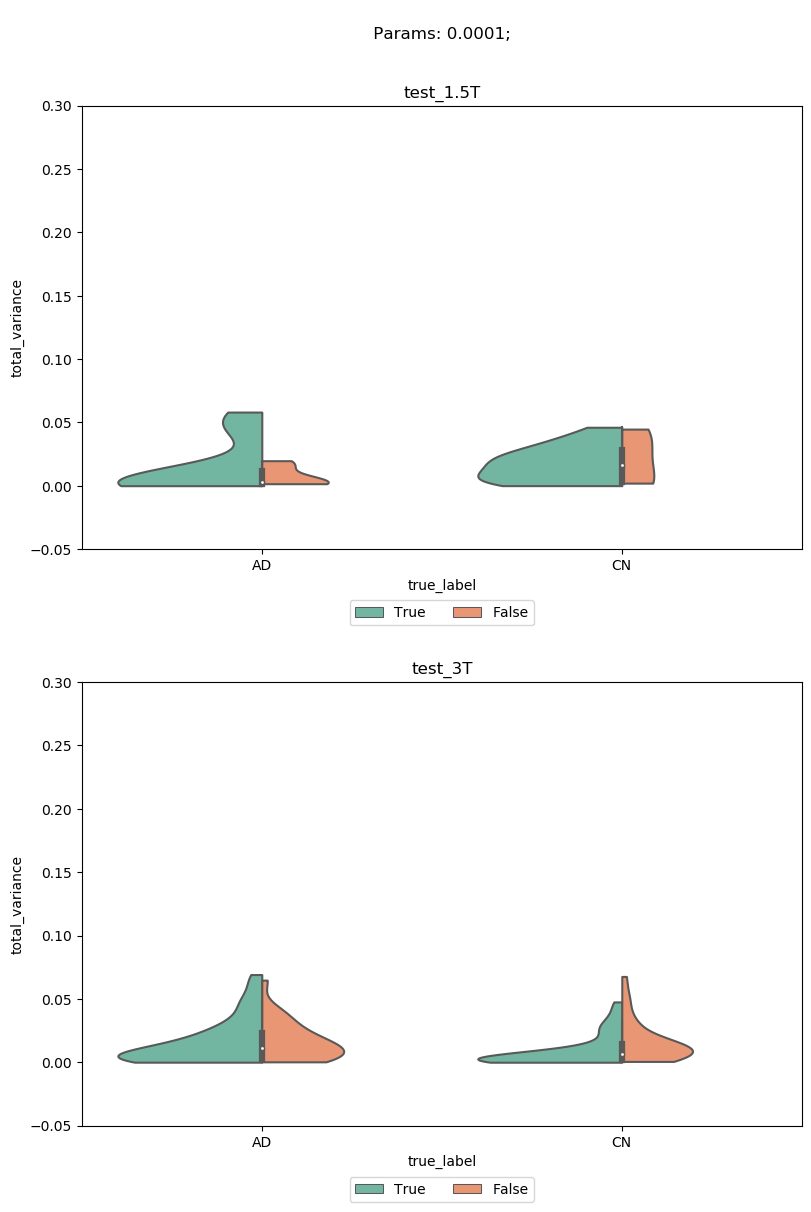 Params: 0.0001;
test_1.5T
0.30
0.25
0.20
0.15
0.10
0.05
0.00
−0.05
total_variance
AD CN
true_label
True False
test_3T
0.30
0.25
0.20
0.15
0.10
0.05
0.00
−0.05
total_variance
AD CN
true_label
True False